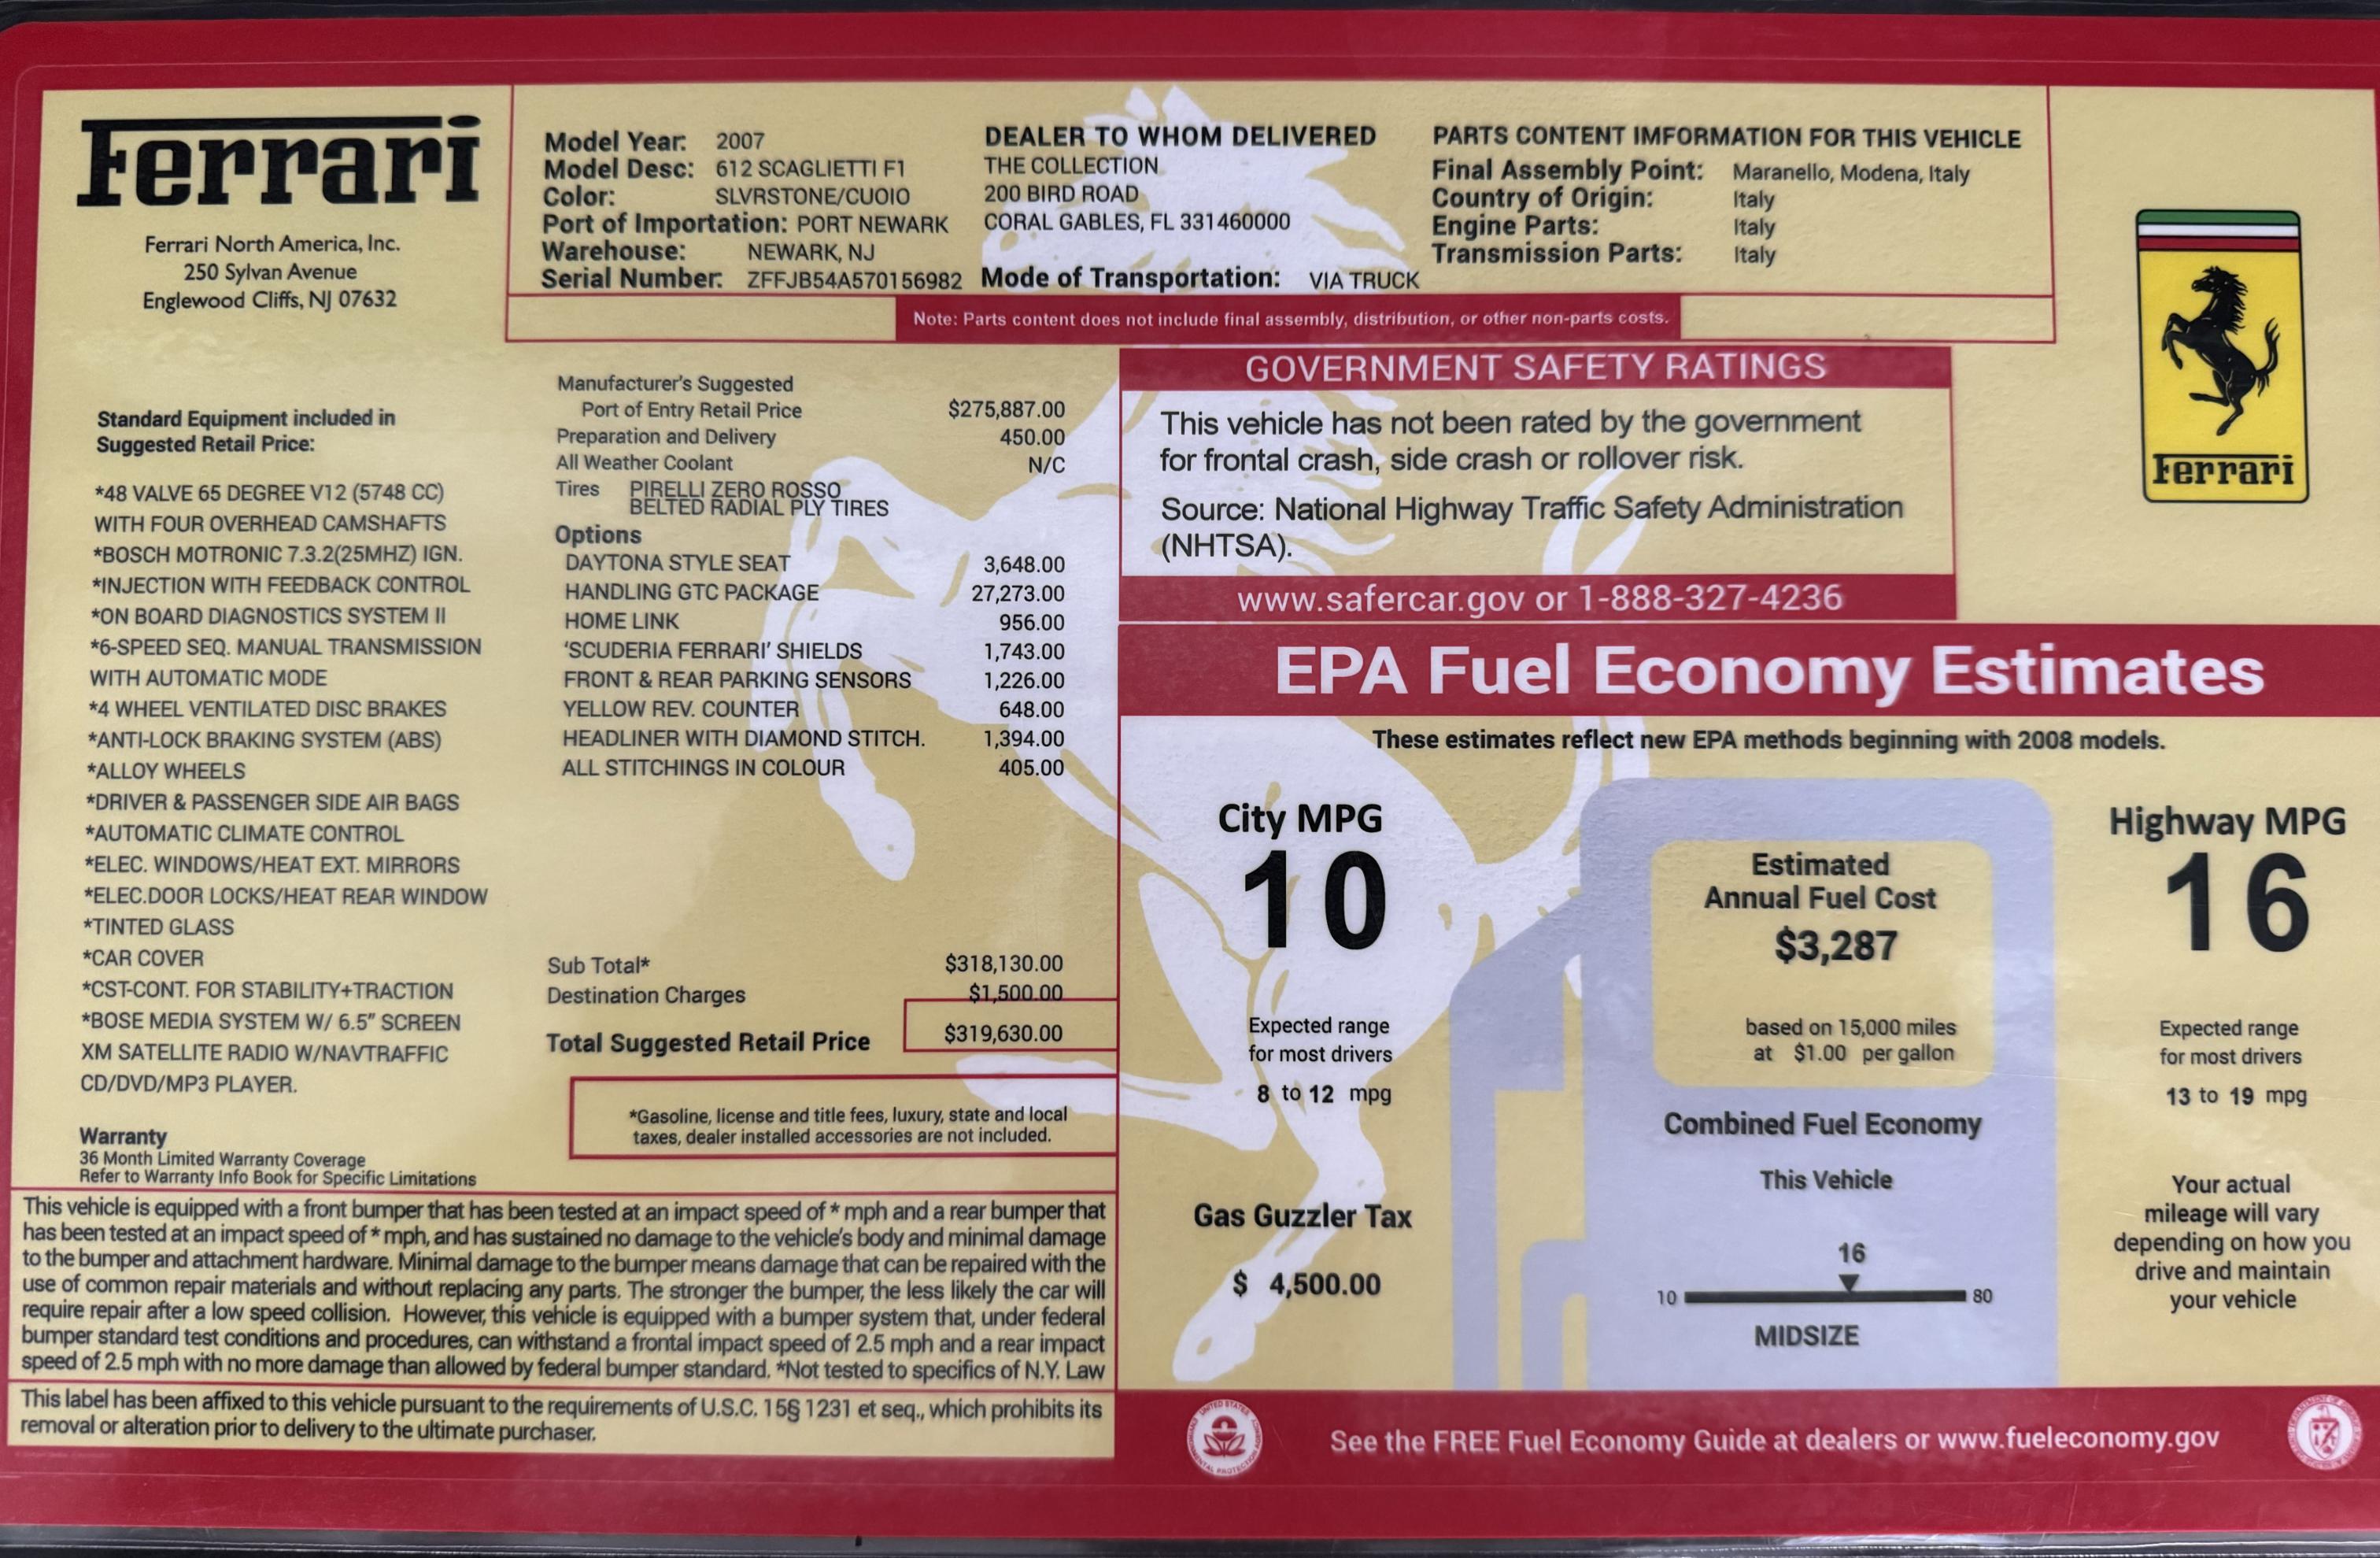 Ferrari
Ferrari North America, Inc.
250 Sylvan Avenue
Englewood Cliffs, NJ 07632
Model Year: 2007
Model Desc: 612 SCAGLIETTI F1
Color: SLVRSTONE/CUOIO
Port of Importation: PORT NEWARK
Warehouse: NEWARK, NJ
Serial Number: ZFFJB54A570156982
DEALER TO WHOM DELIVERED
THE COLLECTION
200 BIRD ROAD
CORAL GABLES, FL 331460000
Mode of Transportation: VIA TRUCK
PARTS CONTENT IMFORMATION FOR THIS VEHICLE
Final Assembly Point: Maranello, Modena, Italy
Country of Origin: Italy
Engine Parts: Italy
Transmission Parts: Italy
Note: Parts content does not include final assembly, distribution, or other non-parts costs.
Ferrari
Standard Equipment included in
Suggested Retail Price:
*48 VALVE 65 DEGREE V12 (5748 CC)
WITH FOUR OVERHEAD CAMSHAFTS
*BOSCH MOTRONIC 7.3.2(25MHZ) IGN.
*INJECTION WITH FEEDBACK CONTROL
*ON BOARD DIAGNOSTICS SYSTEM II
*6-SPEED SEQ. MANUAL TRANSMISSION
WITH AUTOMATIC MODE
*4 WHEEL VENTILATED DISC BRAKES
*ANTI-LOCK BRAKING SYSTEM (ABS)
*ALLOY WHEELS
*DRIVER & PASSENGER SIDE AIR BAGS
*AUTOMATIC CLIMATE CONTROL
*ELEC. WINDOWS/HEAT EXT. MIRRORS
*ELEC.DOOR LOCKS/HEAT REAR WINDOW
*TINTED GLASS
*CAR COVER
*CST-CONT. FOR STABILITY+TRACTION
*BOSE MEDIA SYSTEM W/ 6.5” SCREEN
XM SATELLITE RADIO W/NAVTRAFFIC
CD/DVD/MP3 PLAYER.
Warranty
36 Month Limited Warranty Coverage
Refer to Warranty Info Book for Specific Limitations
Manufacturer's Suggested
Port of Entry Retail Price $275,887.00
Preparation and Delivery 450.00
All Weather Coolant N/C
Tires PIRELLI ZERO ROSSO
BELTED RADIAL PLY TIRES
Options
DAYTONA STYLE SEAT 3,648.00
HANDLING GTC PACKAGE 27,273.00
HOME LINK 956.00
‘SCUDERIA FERRARI’ SHIELDS 1,743.00
FRONT & REAR PARKING SENSORS 1,226.00
YELLOW REV. COUNTER 648.00
HEADLINER WITH DIAMOND STITCH. 1,394.00
ALL STITCHINGS IN COLOUR 405.00
Sub Total* $318,130.00
Destination Charges $1,500.00
Total Suggested Retail Price $319,630.00
*Gasoline, license and title fees, luxury, state and local
taxes, dealer installed accessories are not included.
This vehicle is equipped with a front bumper that has been tested at an impact speed of * mph and a rear bumper that
has been tested at an impact speed of * mph, and has sustained no damage to the vehicle's body and minimal damage
to the bumper and attachment hardware. Minimal damage to the bumper means damage that can be repaired with the
use of common repair materials and without replacing any parts. The stronger the bumper, the less likely the car will
require repair after a low speed collision. However, this vehicle is equipped with a bumper system that, under federal
bumper standard test conditions and procedures, can withstand a frontal impact speed of 2.5 mph and a rear impact
speed of 2.5 mph with no more damage than allowed by federal bumper standard. *Not tested to specifics of N.Y. Law
This label has been affixed to this vehicle pursuant to the requirements of U.S.C. 15§ 1231 et seq., which prohibits its
removal or alteration prior to delivery to the ultimate purchaser.
GOVERNMENT SAFETY RATINGS
This vehicle has not been rated by the government
for frontal crash, side crash or rollover risk.
Source: National Highway Traffic Safety Administration
(NHTSA).
www.safercar.gov or 1-888-327-4236
EPA Fuel Economy Estimates
These estimates reflect new EPA methods beginning with 2008 models.
City MPG
10
Expected range
for most drivers
8 to 12 mpg
Gas Guzzler Tax
$ 4,500.00
Estimated
Annual Fuel Cost
$3,287
based on 15,000 miles
at $1.00 per gallon
Combined Fuel Economy
This Vehicle
16
10 80
MIDSIZE
Highway MPG
16
Expected range
for most drivers
13 to 19 mpg
Your actual
mileage will vary
depending on how you
drive and maintain
your vehicle
See the FREE Fuel Economy Guide at dealers or www.fueleconomy.gov